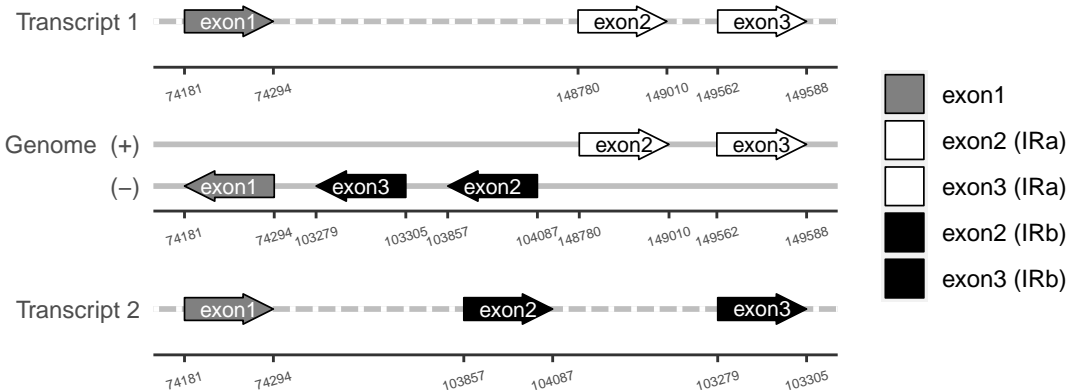 Transcript 1 exon1 exon2 exon3
74181 74294 148780 149010 149562 149588
Genome (+) exon2 exon3
(−) exon1 exon3 exon2
74181 74294 103279 103305 103857 104087 148780 149010 149562 149588
Transcript 2 exon1 exon2 exon3
74181 74294 103857 104087 103279 103305
exon1
exon2 (IRa)
exon3 (IRa)
exon2 (IRb)
exon3 (IRb)